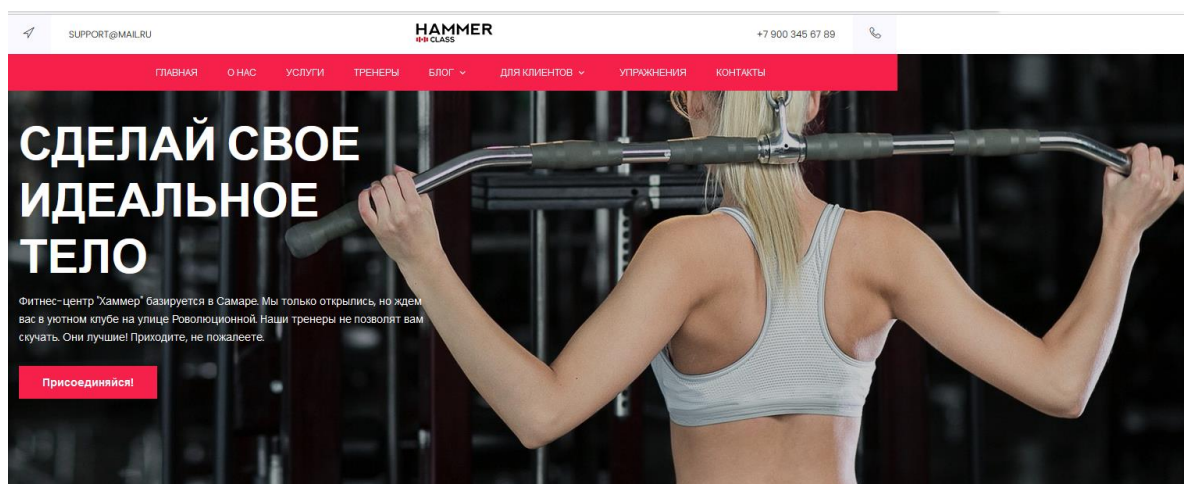 SUPPORT@MAIL.RU
HAMMER
CLASS
+7 900 345 67 89
ГЛАВНАЯ О НАС УСЛУГИ ТРЕНЕРЫ БЛОГ ДЛЯ КЛИЕНТОВ УПРАЖНЕНИЯ КОНТАКТЫ
СДЕЛАЙ СВОЕ
ИДЕАЛЬНОЕ
ТЕЛО
Фитнес-центр "Хаммер" базируется в Самаре. Мы только открылись, но ждем
вас в уютном клубе на улице Роволюционной. Наши тренеры не позволят вам
скучать. Они лучшие! Приходите, не пожалеете.
Присоединяйся!